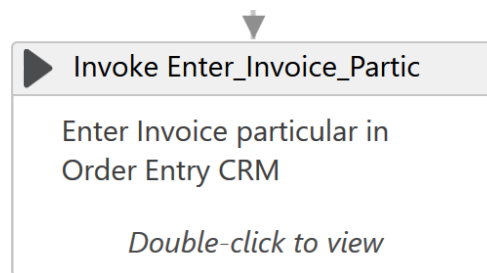 Invoke Enter_Invoice_Partic
Enter Invoice particular in
Order Entry CRM
Double-click to view